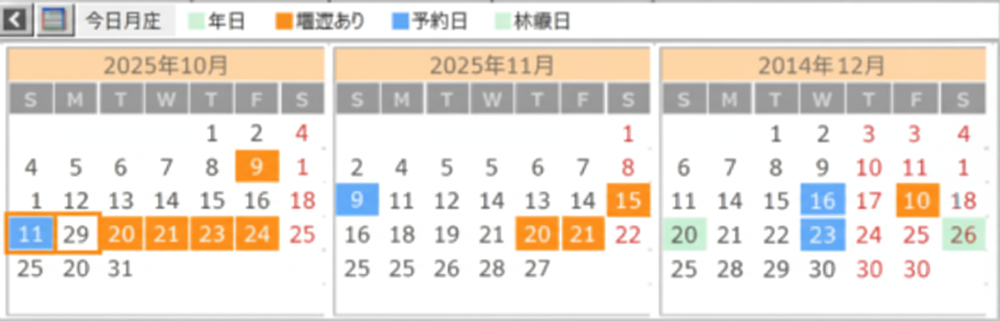 今日月座 年日 あり 予約日 林日
2025年10月 2025年11月 2014年12月
S M T W T F S S M T W T F S S M T W T F S
1 2 4 1 1 2 3 3 4
4 5 6 7 8 9 1 2 4 5 5 6 7 8 6 7 8 9 10 11 1
1 12 13 14 15 16 18 9 11 12 14 13 14 15 11 14 15 16 17 10 18
11 29 20 21 23 24 25 16 18 19 21 20 21 22 20 21 22 23 24 25 26
25 20 31 25 25 26 28 27 25 28 29 30 30 30